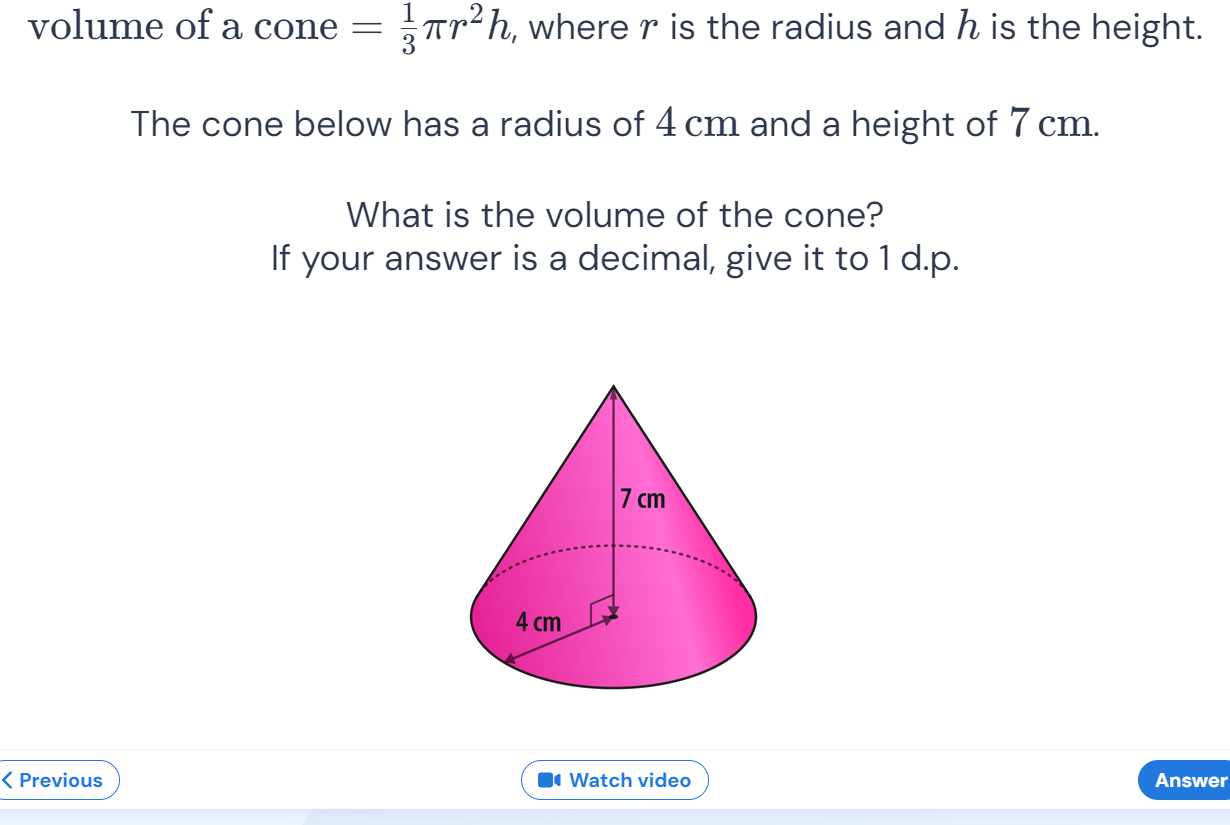 volume of a cone = 1/3 πr²h, where r is the radius and h is the height.
The cone below has a radius of 4 cm and a height of 7 cm.
What is the volume of the cone?
If your answer is a decimal, give it to 1 d.p.
7 cm
4 cm
Previous
Watch video
Answer